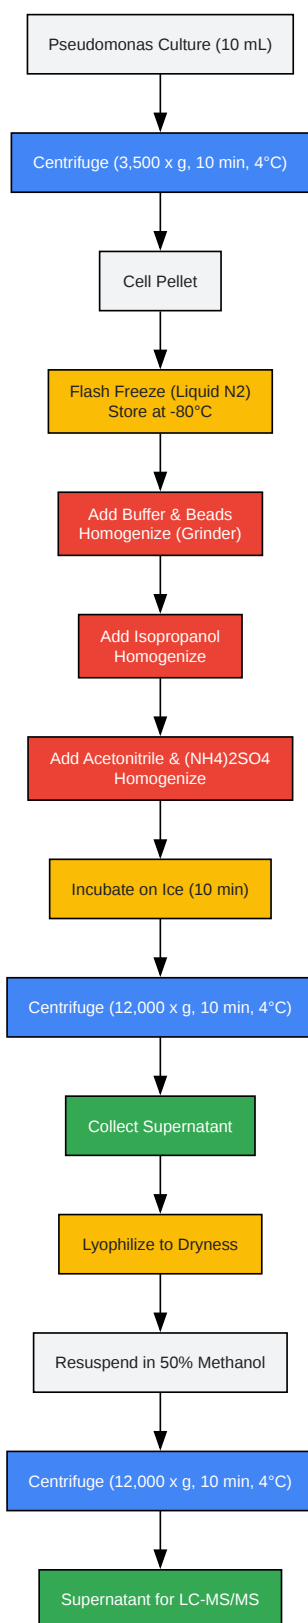 Pseudomonas Culture (10 mL)
Centrifuge (3,500 x g, 10 min, 4°C)
Cell Pellet
Flash Freeze (Liquid N2)
Store at -80°C
Add Buffer & Beads
Homogenize (Grinder)
Add Isopropanol
Homogenize
Add Acetonitrile & (NH4)2SO4
Homogenize
Incubate on Ice (10 min)
Centrifuge (12,000 x g, 10 min, 4°C)
Collect Supernatant
Lyophilize to Dryness
Resuspend in 50% Methanol
Centrifuge (12,000 x g, 10 min, 4°C)
Supernatant for LC-MS/MS